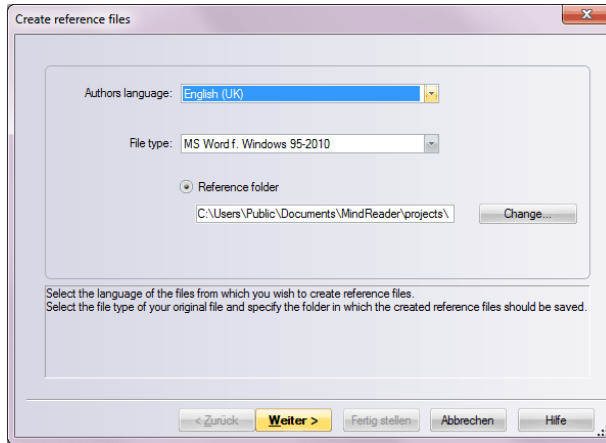 Create reference files
Authors language: English (UK)
File type: MS Word f. Windows 95-2010
Reference folder
C:\Users\Public\Documents\MindReader\projects\ Change...
Select the language of the files from which you wish to create reference files.
Select the file type of your original file and specify the folder in which the created reference files should be saved.
< Zurück Weiter > Fertig stellen Abbrechen Hilfe